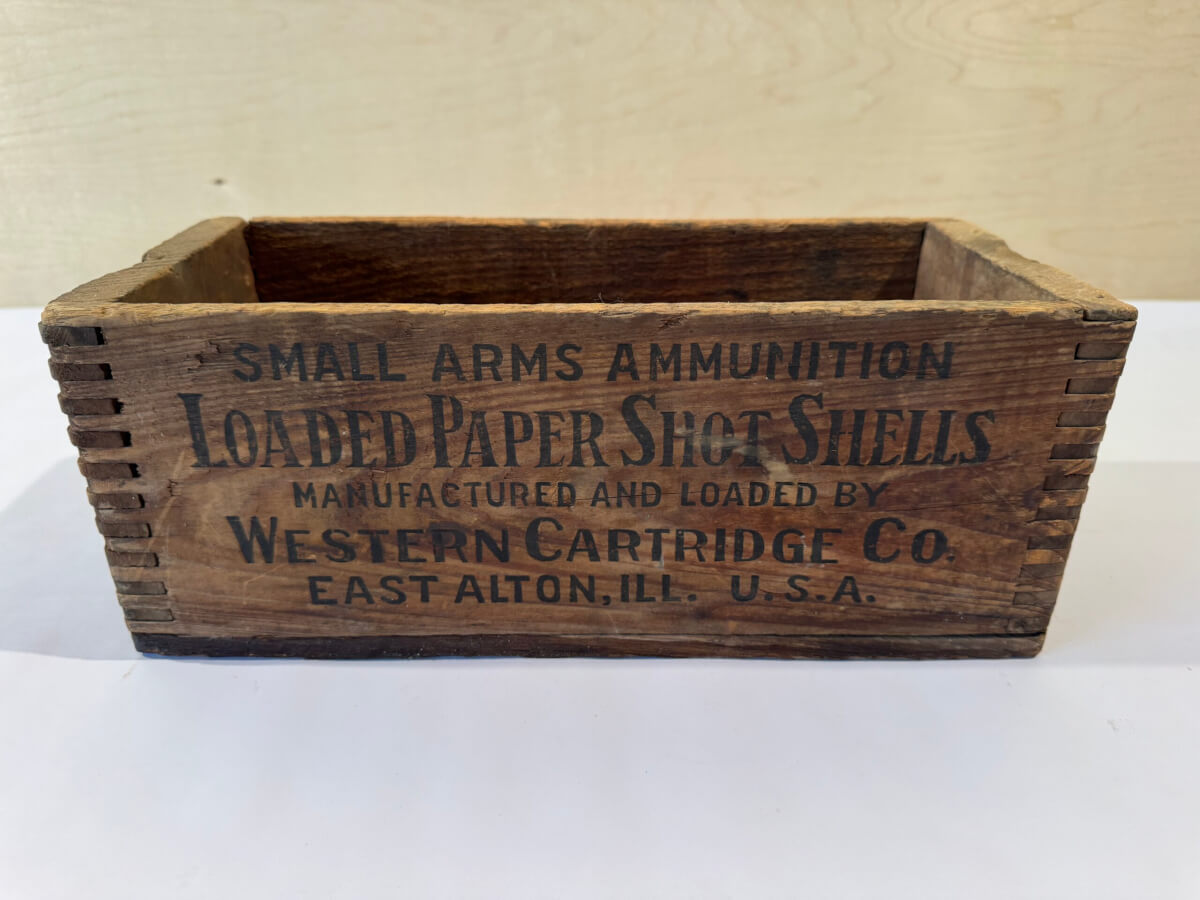 SMALL ARMS AMMUNITION
LOADED PAPER SHOT SHELLS
MANUFACTURED AND LOADED BY
WESTERN CARTRIDGE CO.
EAST ALTON, ILL. U.S.A.